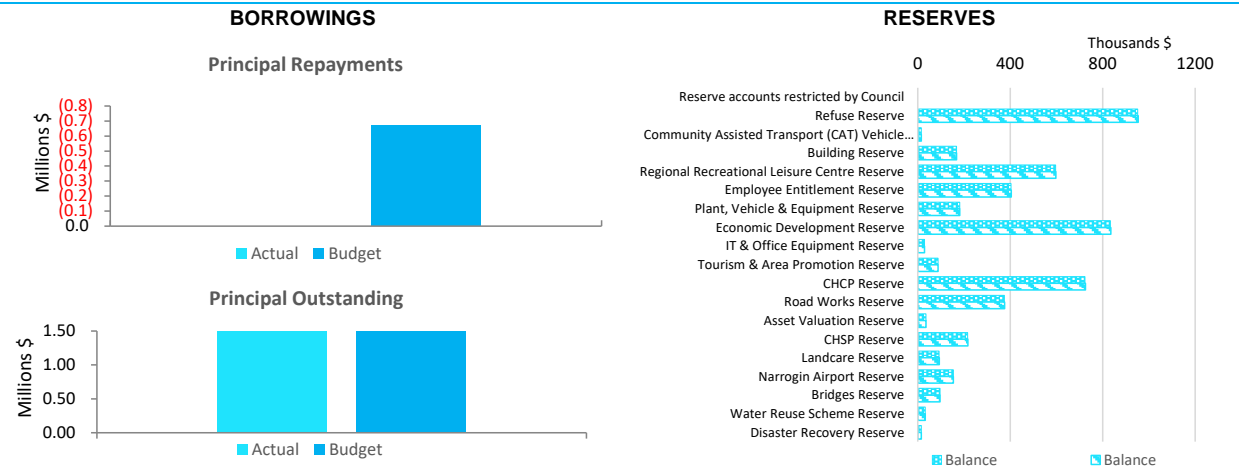 BORROWINGS
Principal Repayments
Millions $
(0.8)
(0.7)
(0.6)
(0.5)
(0.4)
(0.3)
(0.2)
(0.1)
0.0
Actual Budget
Principal Outstanding
Millions $
1.50
1.00
0.50
0.00
Actual Budget
RESERVES
Thousands $
0 400 800 1200
Reserve accounts restricted by Council
Refuse Reserve
Community Assisted Transport (CAT) Vehicle...
Building Reserve
Regional Recreational Leisure Centre Reserve
Employee Entitlement Reserve
Plant, Vehicle & Equipment Reserve
Economic Development Reserve
IT & Office Equipment Reserve
Tourism & Area Promotion Reserve
CHCP Reserve
Road Works Reserve
Asset Valuation Reserve
CHSP Reserve
Landcare Reserve
Narrogin Airport Reserve
Bridges Reserve
Water Reuse Scheme Reserve
Disaster Recovery Reserve
Balance Balance